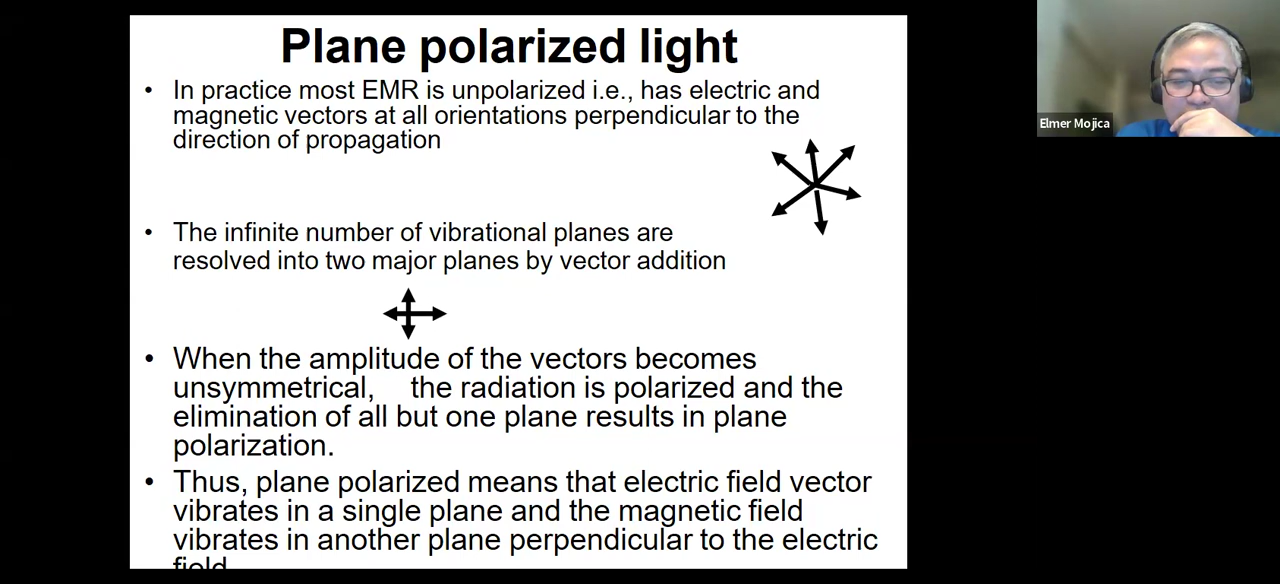 Plane polarized light
• In practice most EMR is unpolarized i.e., has electric and
magnetic vectors at all orientations perpendicular to the
direction of propagation
• The infinite number of vibrational planes are
resolved into two major planes by vector addition
• When the amplitude of the vectors becomes
unsymmetrical, the radiation is polarized and the
elimination of all but one plane results in plane
polarization.
• Thus, plane polarized means that electric field vector
vibrates in a single plane and the magnetic field
vibrates in another plane perpendicular to the electric
field
Elmer Mojica